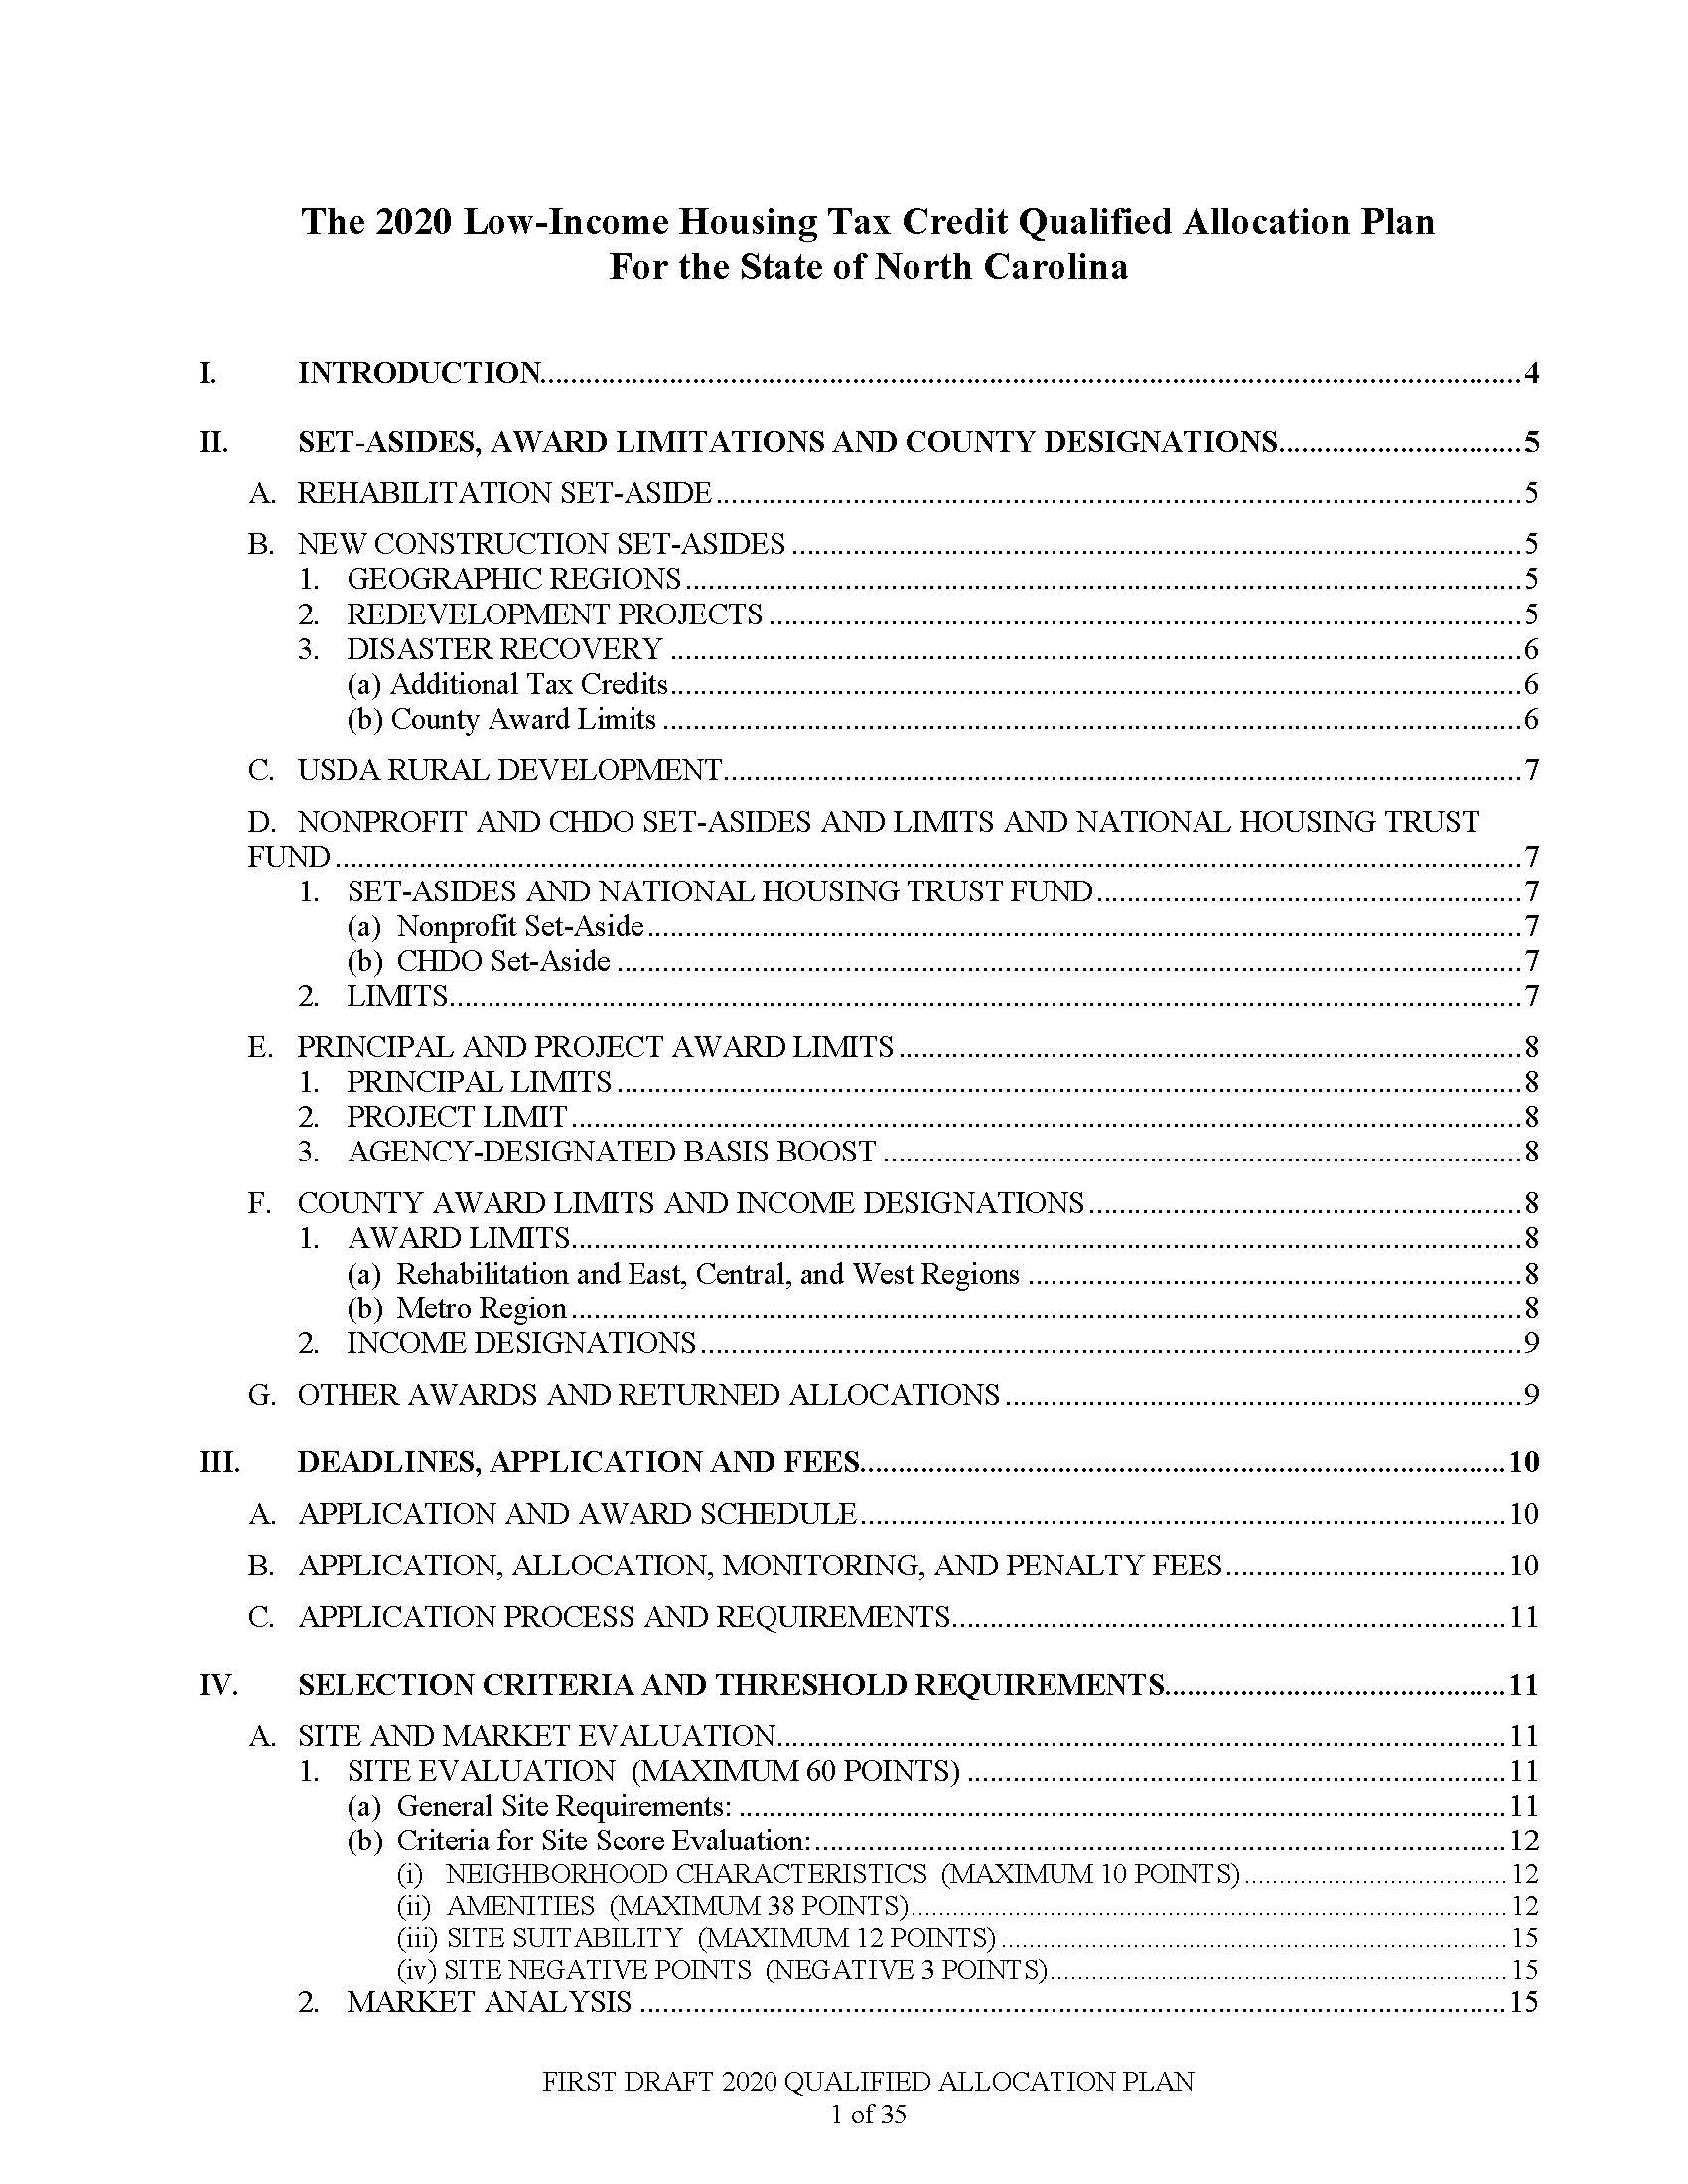 The 2020 Low-Income Housing Tax Credit Qualified Allocation Plan
For the State of North Carolina
I. INTRODUCTION....................4
II. SET-ASIDES, AWARD LIMITATIONS AND COUNTY DESIGNATIONS....................5
A. REHABILITATION SET-ASIDE....................5
B. NEW CONSTRUCTION SET-ASIDES....................5
1. GEOGRAPHIC REGIONS....................5
2. REDEVELOPMENT PROJECTS....................5
3. DISASTER RECOVERY....................6
(a) Additional Tax Credits....................6
(b) County Award Limits....................6
C. USDA RURAL DEVELOPMENT....................7
D. NONPROFIT AND CHDO SET-ASIDES AND LIMITS AND NATIONAL HOUSING TRUST
FUND....................7
1. SET-ASIDES AND NATIONAL HOUSING TRUST FUND....................7
(a) Nonprofit Set-Aside....................7
(b) CHDO Set-Aside....................7
2. LIMITS....................7
E. PRINCIPAL AND PROJECT AWARD LIMITS....................8
1. PRINCIPAL LIMITS....................8
2. PROJECT LIMIT....................8
3. AGENCY-DESIGNATED BASIS BOOST....................8
F. COUNTY AWARD LIMITS AND INCOME DESIGNATIONS....................8
1. AWARD LIMITS....................8
(a) Rehabilitation and East, Central, and West Regions....................8
(b) Metro Region....................8
2. INCOME DESIGNATIONS....................9
G. OTHER AWARDS AND RETURNED ALLOCATIONS....................9
III. DEADLINES, APPLICATION AND FEES....................10
A. APPLICATION AND AWARD SCHEDULE....................10
B. APPLICATION, ALLOCATION, MONITORING, AND PENALTY FEES....................10
C. APPLICATION PROCESS AND REQUIREMENTS....................11
IV. SELECTION CRITERIA AND THRESHOLD REQUIREMENTS....................11
A. SITE AND MARKET EVALUATION....................11
1. SITE EVALUATION (MAXIMUM 60 POINTS)....................11
(a) General Site Requirements:....................11
(b) Criteria for Site Score Evaluation:....................12
(i) NEIGHBORHOOD CHARACTERISTICS (MAXIMUM 10 POINTS)....................12
(ii) AMENITIES (MAXIMUM 38 POINTS)....................12
(iii) SITE SUITABILITY (MAXIMUM 12 POINTS)....................15
(iv) SITE NEGATIVE POINTS (NEGATIVE 3 POINTS)....................15
2. MARKET ANALYSIS....................15
FIRST DRAFT 2020 QUALIFIED ALLOCATION PLAN
1 of 35